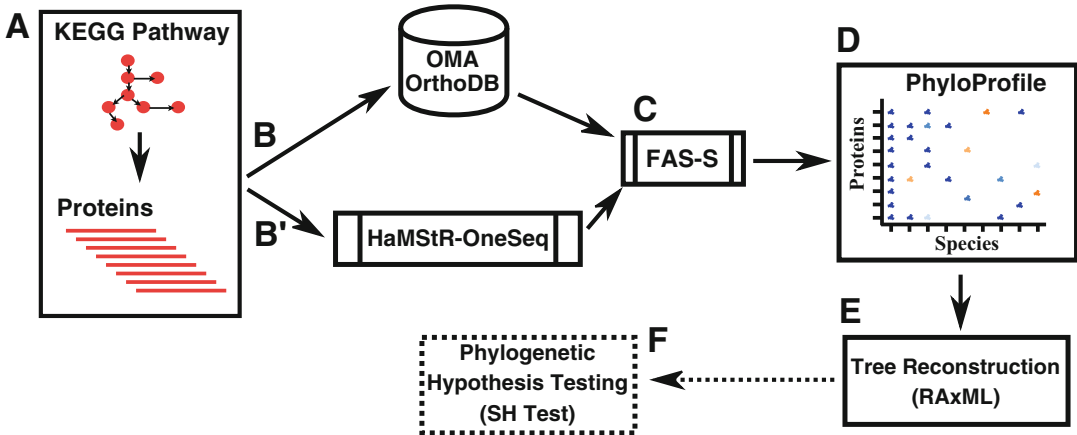 A
KEGG Pathway
Proteins
B
B'
OMA
OrthoDB
HaMStR-OneSeq
C
FAS-S
D
PhyloProfile
Proteins
Species
E
Tree Reconstruction
(RAxML)
F
Phylogenetic
Hypothesis Testing
(SH Test)